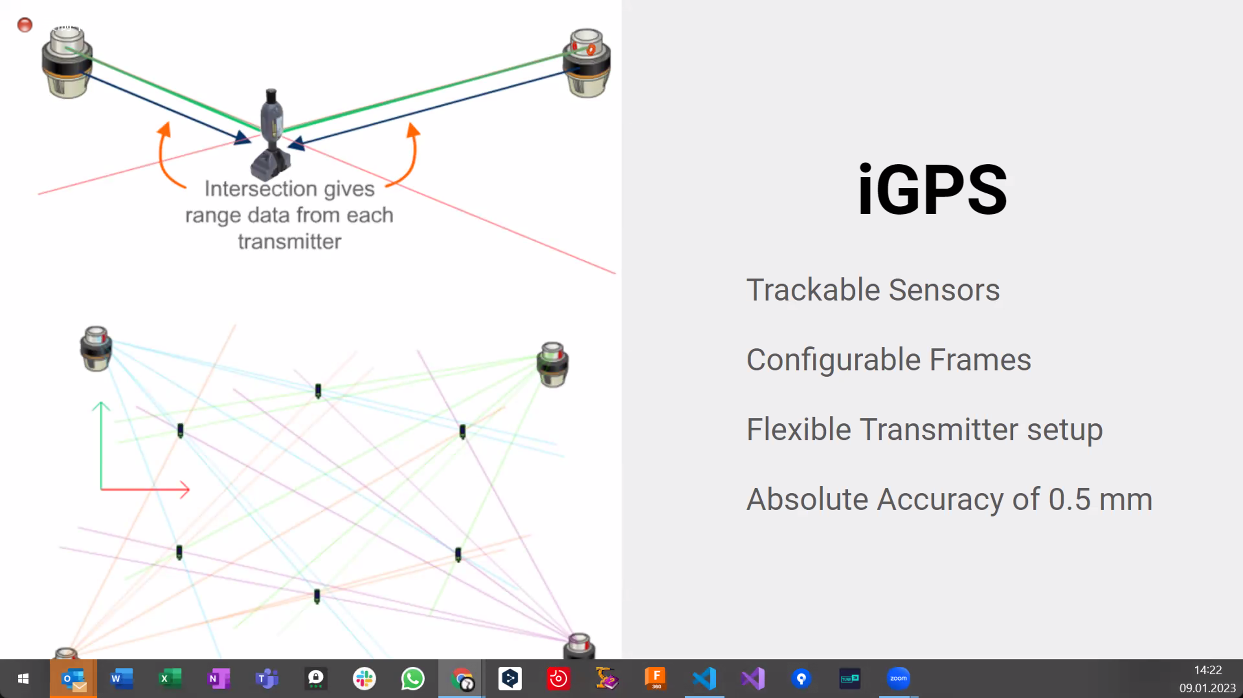 Intersection gives
range data from each
transmitter
iGPS
Trackable Sensors
Configurable Frames
Flexible Transmitter setup
Absolute Accuracy of 0.5 mm
zoom
14:22
09.01.2023